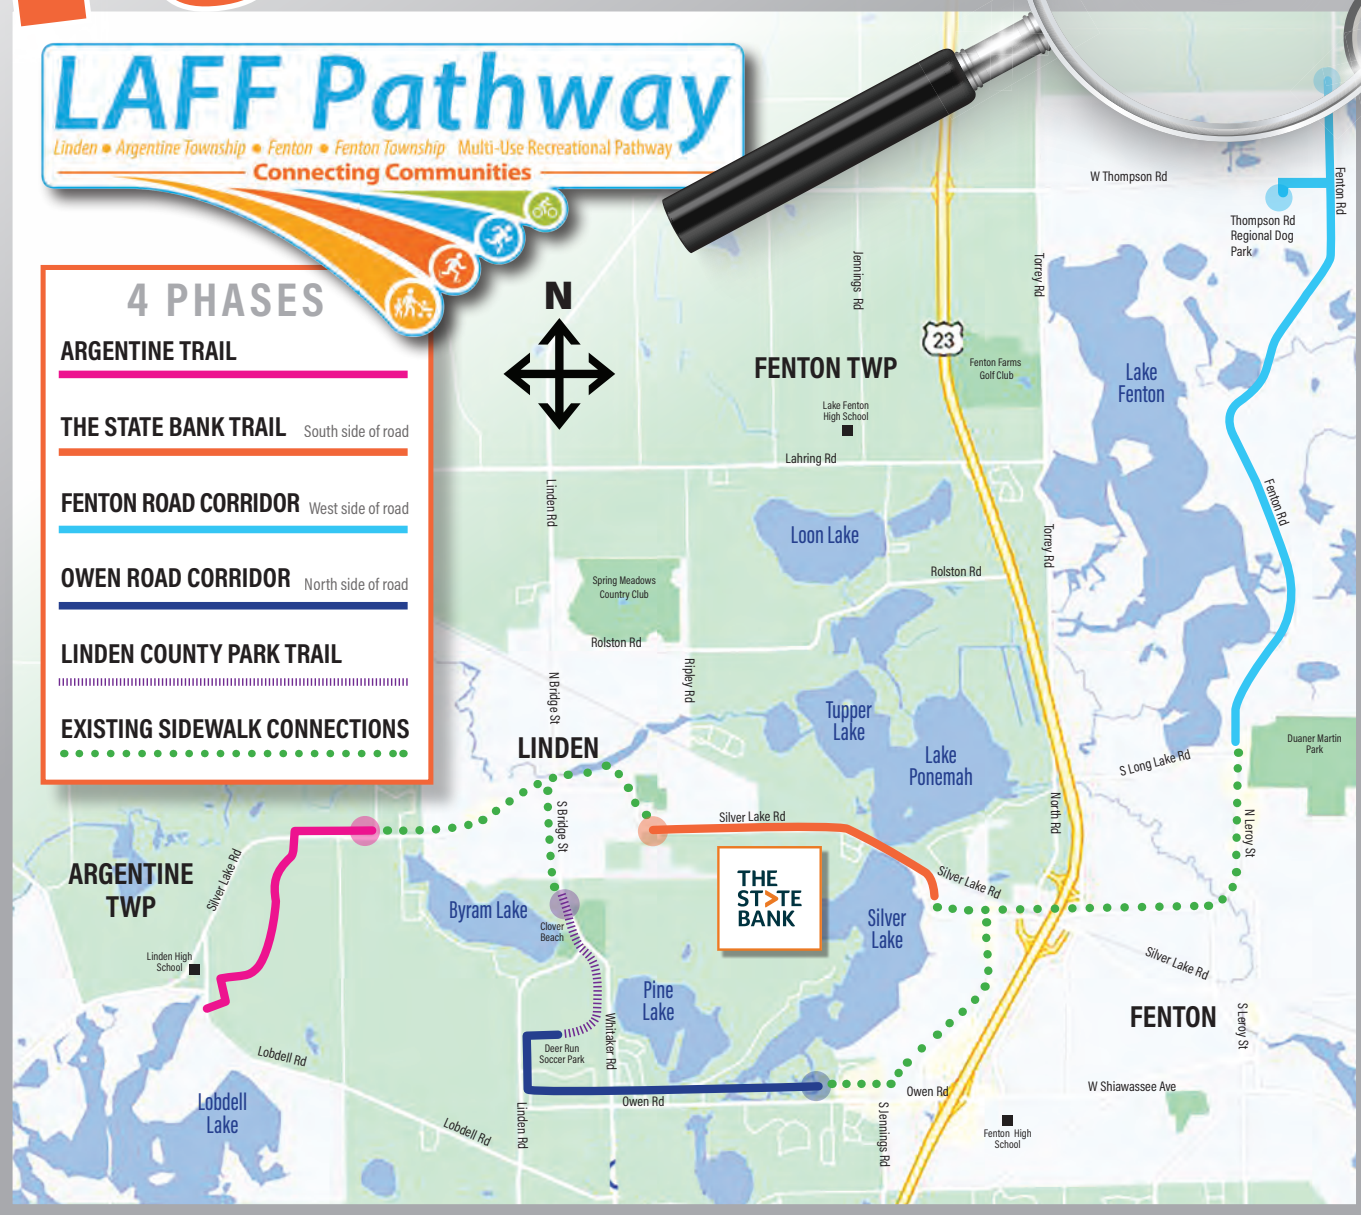 LAFF Pathway
Linden • Argentine Township • Fenton • Fenton Township Multi-Use Recreational Pathway
Connecting Communities
4 PHASES
ARGENTINE TRAIL
THE STATE BANK TRAIL South side of road
FENTON ROAD CORRIDOR West side of road
OWEN ROAD CORRIDOR North side of road
LINDEN COUNTY PARK TRAIL
EXISTING SIDEWALK CONNECTIONS
N
W Thompson Rd
Fenton Rd
Thompson Rd
Regional Dog
Park
Jennings Rd
Torrey Rd
23
FENTON TWP
Fenton Farms
Golf Club
Lake
Fenton
Lake Fenton
High School
Lahring Rd
Linden Rd
Fenton Rd
Loon Lake
Torrey Rd
Rolston Rd
Spring Meadows
Country Club
Rolston Rd
Ripley Rd
N Bridge St
Tupper
Lake
LINDEN
Lake
Ponemah
Duaner Martin
Park
S Long Lake Rd
North Rd
N Leroy St
S Bridge St
Silver Lake Rd
Silver Lake Rd
ARGENTINE
TWP
Silver Lake Rd
THE
ST>TE
BANK
Byram Lake
Clover
Beach
Silver
Lake
Linden High
School
Silver Lake Rd
Pine
Lake
FENTON
S Leroy St
Whitaker Rd
Deer Run
Soccer Park
Lobdell Rd
Owen Rd
Owen Rd
W Shiawassee Ave
Lobdell
Lake
Lobdell Rd
Linden Rd
S Jennings Rd
Fenton High
School